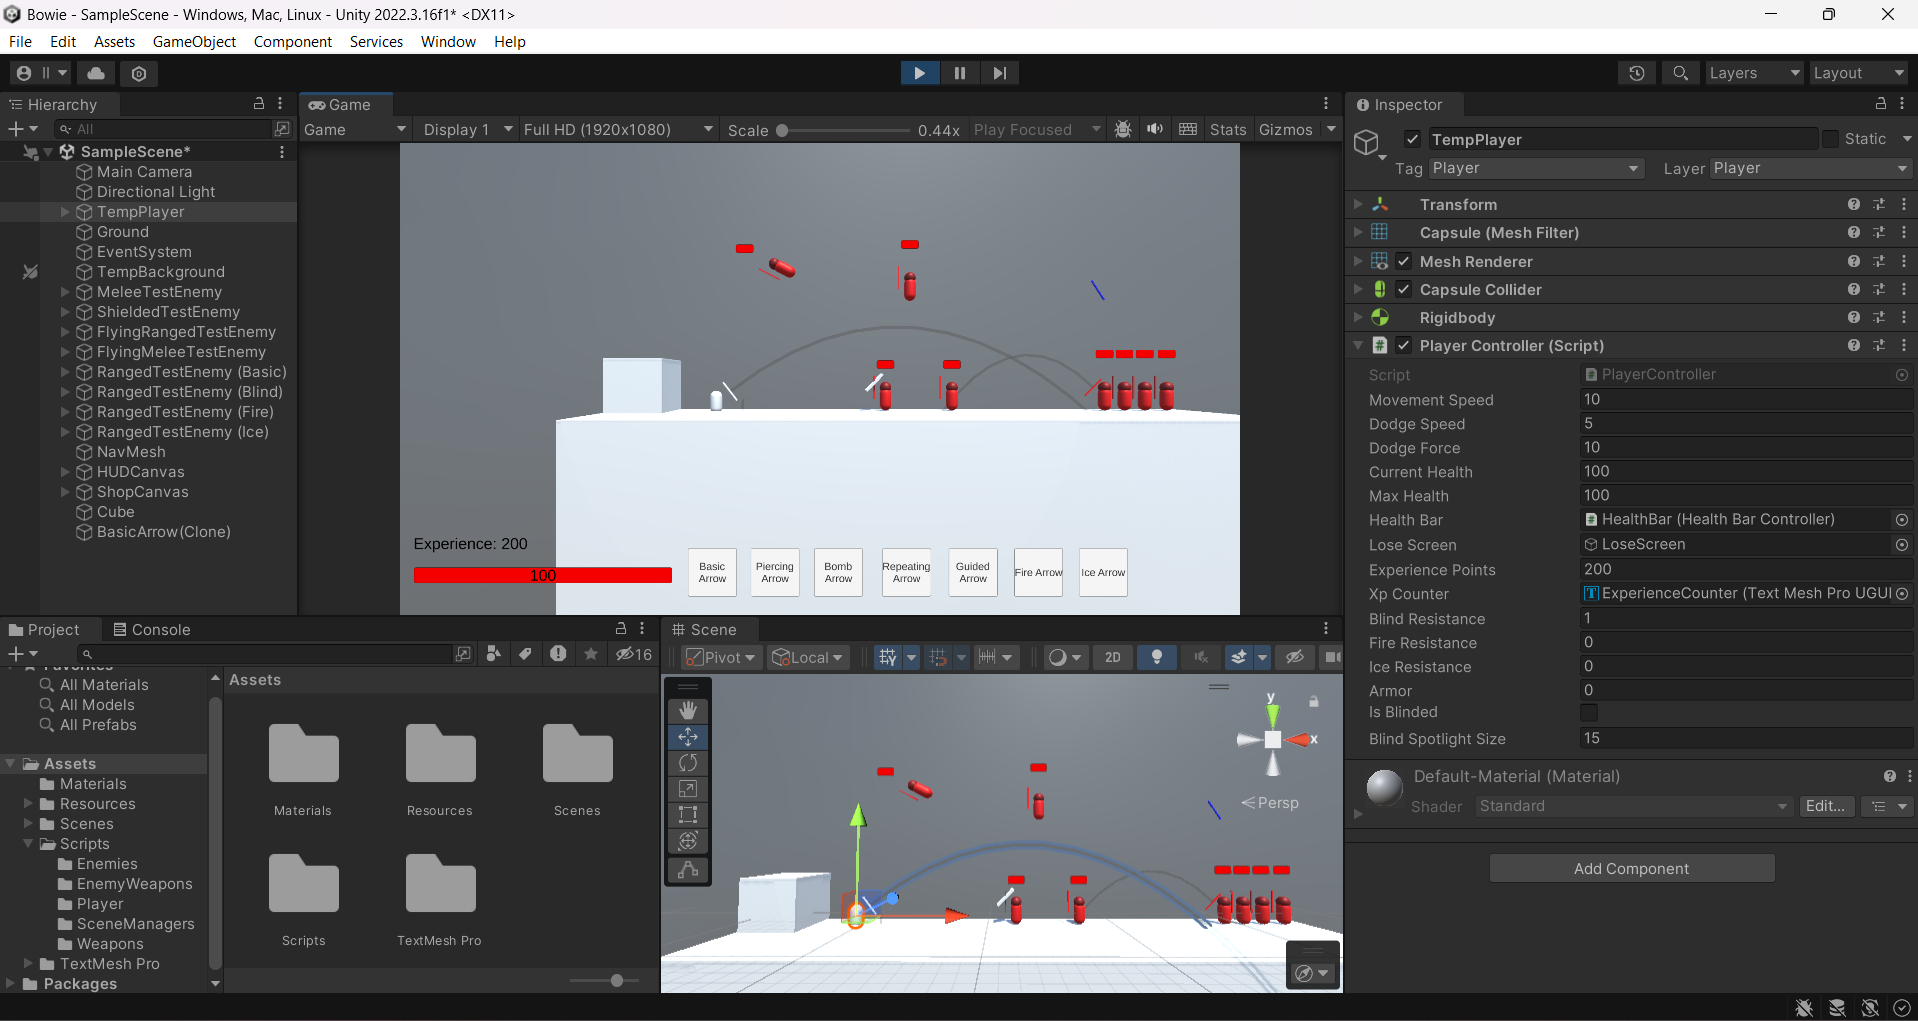 Bowie - SampleScene - Windows, Mac, Linux - Unity 2022.3.16f1* <DX11>
File Edit Assets GameObject Component Services Window Help
Layers Layout
Hierarchy
All
SampleScene*
Main Camera
Directional Light
TempPlayer
Ground
EventSystem
TempBackground
MeleeTestEnemy
ShieldedTestEnemy
FlyingRangedTestEnemy
FlyingMeleeTestEnemy
RangedTestEnemy (Basic)
RangedTestEnemy (Blind)
RangedTestEnemy (Fire)
RangedTestEnemy (Ice)
NavMesh
HUDCanvas
ShopCanvas
Cube
BasicArrow(Clone)
Game
Game Display 1 Full HD (1920x1080) Scale 0.44x Play Focused Stats Gizmos
Experience: 200
100
Basic Arrow
Piercing Arrow
Bomb Arrow
Repeating Arrow
Guided Arrow
Fire Arrow
Ice Arrow
Project Console
16
Favorites
All Materials
All Models
All Prefabs
Assets
Materials
Resources
Scenes
Scripts
Enemies
EnemyWeapons
Player
SceneManagers
Weapons
TextMesh Pro
Packages
Assets
Materials
Resources
Scenes
Scripts
TextMesh Pro
Scene
Pivot Local 2D
y
x
Persp
Inspector
TempPlayer Static
Tag Player Layer Player
Transform
Capsule (Mesh Filter)
Mesh Renderer
Capsule Collider
Rigidbody
# Player Controller (Script)
Script PlayerController
Movement Speed 10
Dodge Speed 5
Dodge Force 10
Current Health 100
Max Health 100
Health Bar HealthBar (Health Bar Controller)
Lose Screen LoseScreen
Experience Points 200
Xp Counter ExperienceCounter (Text Mesh Pro UGUI
Blind Resistance 1
Fire Resistance 0
Ice Resistance 0
Armor 0
Is Blinded
Blind Spotlight Size 15
Default-Material (Material)
Shader Standard Edit...
Add Component